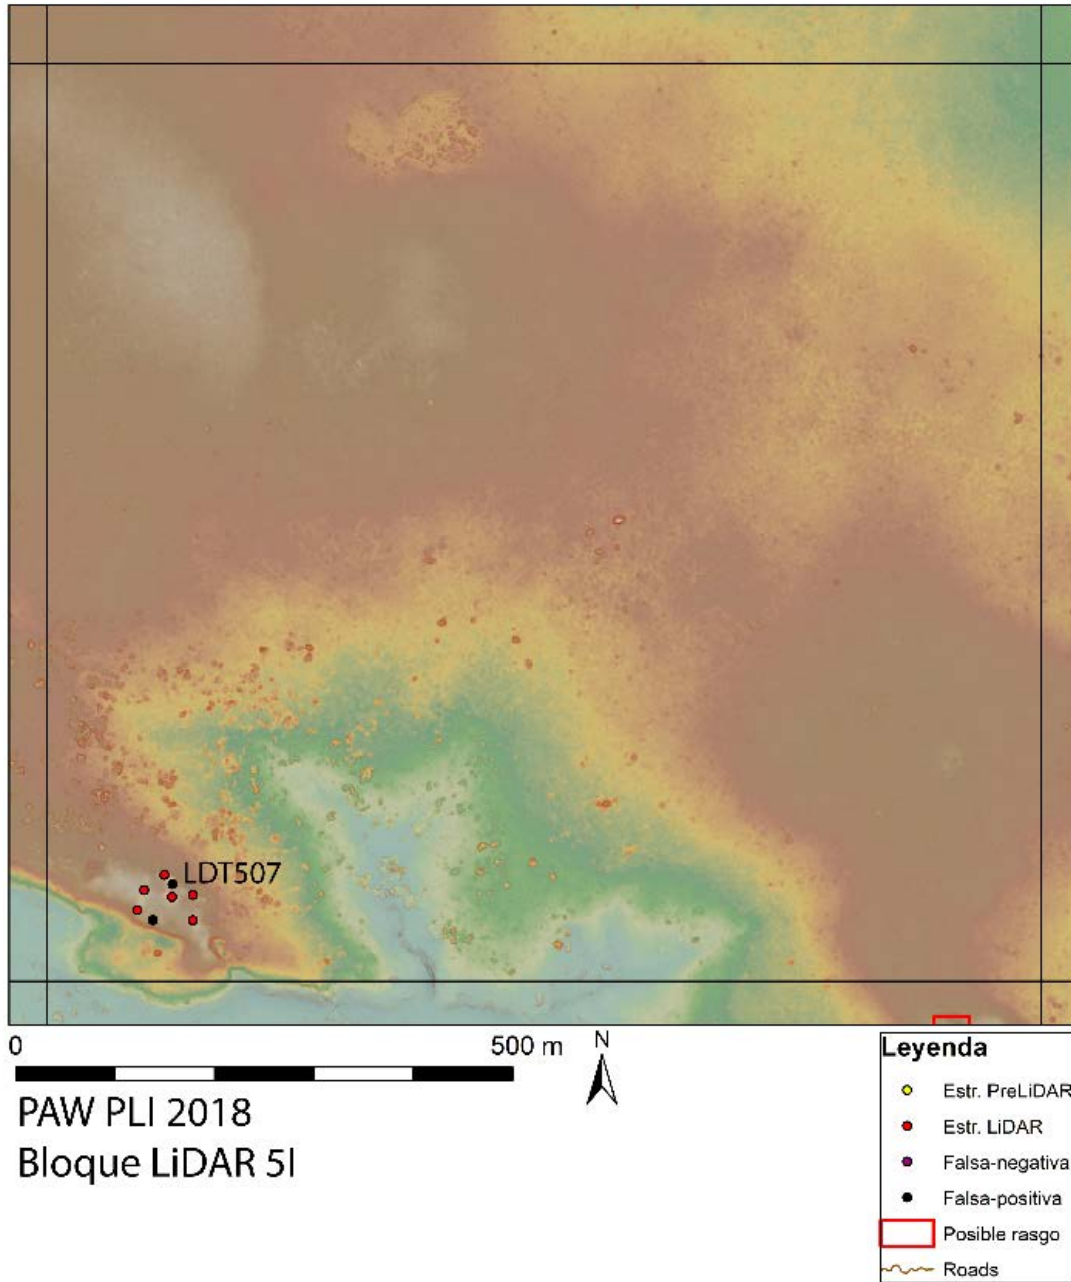 LDT507
0 500 m
N
PAW PLI 2018
Bloque LiDAR 5I
Leyenda
Estr. PreLiDAR
Estr. LiDAR
Falsa-negativa
Falsa-positiva
Posible rasgo
Roads